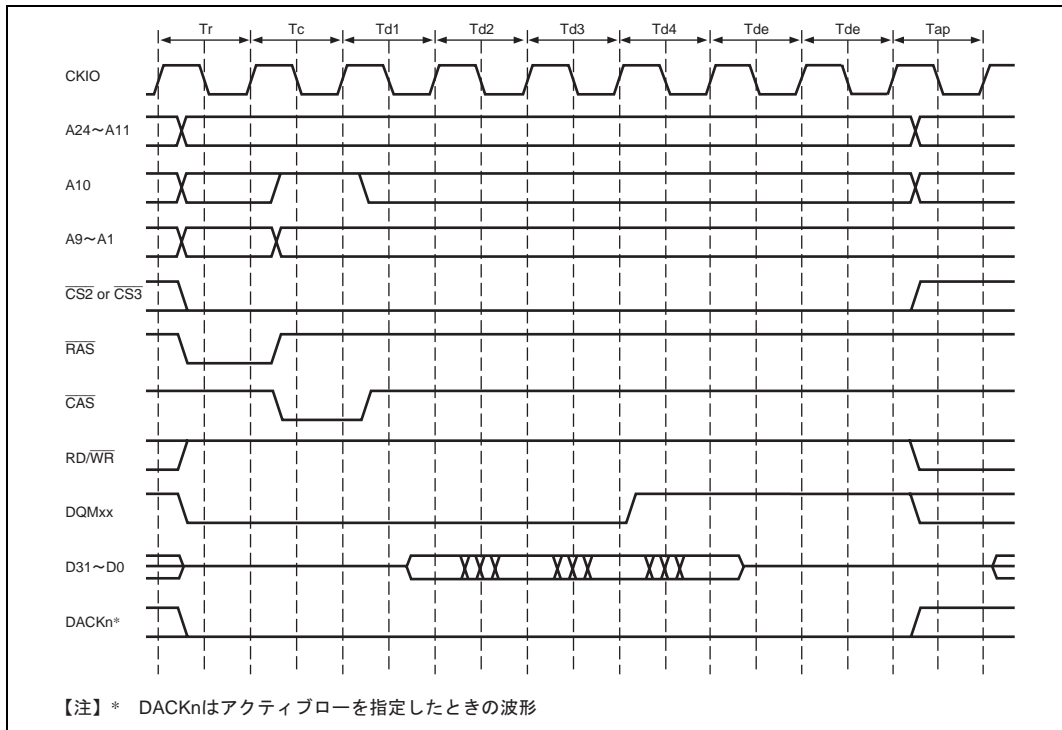 Tr Tc Td1 Td2 Td3 Td4 Tde Tde Tap
CKIO
A24～A11
A10
A9～A1
CS2 or CS3
RAS
CAS
RD/WR
DQMxx
D31～D0
DACKn*
【注】* DACKnはアクティブローを指定したときの波形